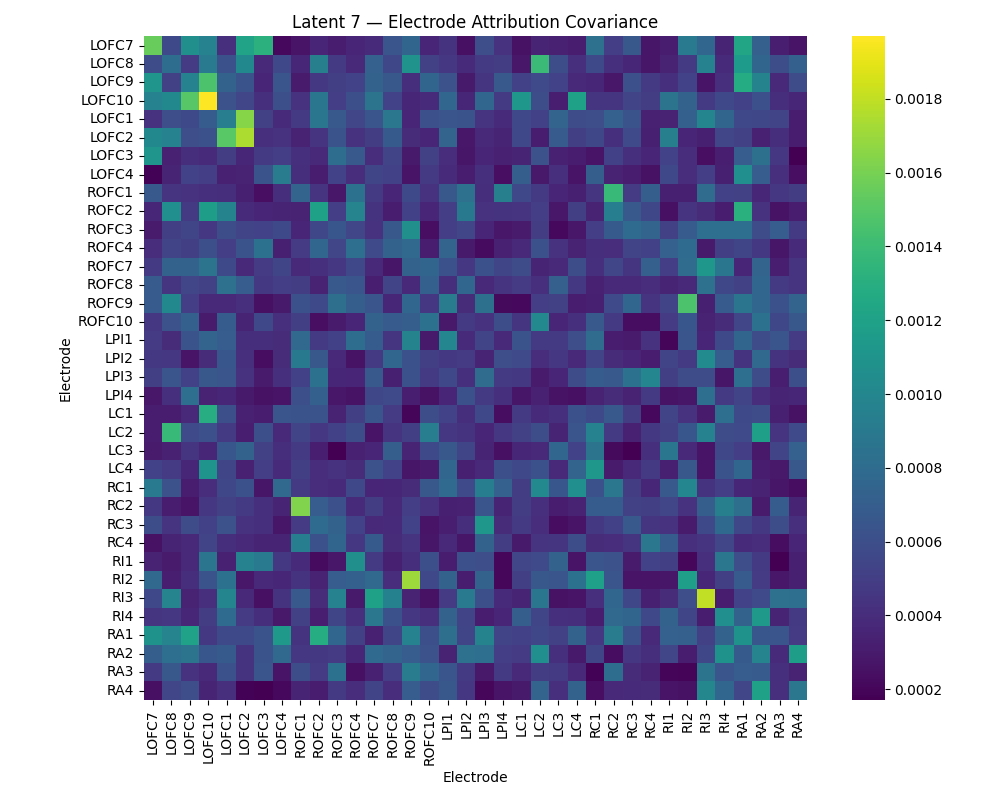 Latent 7 — Electrode Attribution Covariance
Electrode
LOFC7
LOFC8
LOFC9
LOFC10
LOFC1
LOFC2
LOFC3
LOFC4
ROFC1
ROFC2
ROFC3
ROFC4
ROFC7
ROFC8
ROFC9
ROFC10
LPI1
LPI2
LPI3
LPI4
LC1
LC2
LC3
LC4
RC1
RC2
RC3
RC4
RI1
RI2
RI3
RI4
RA1
RA2
RA3
RA4
LOFC7 LOFC8 LOFC9 LOFC10 LOFC1 LOFC2 LOFC3 LOFC4 ROFC1 ROFC2 ROFC3 ROFC4 ROFC7 ROFC8 ROFC9 ROFC10 LPI1 LPI2 LPI3 LPI4 LC1 LC2 LC3 LC4 RC1 RC2 RC3 RC4 RI1 RI2 RI3 RI4 RA1 RA2 RA3 RA4
Electrode
0.0018
0.0016
0.0014
0.0012
0.0010
0.0008
0.0006
0.0004
0.0002